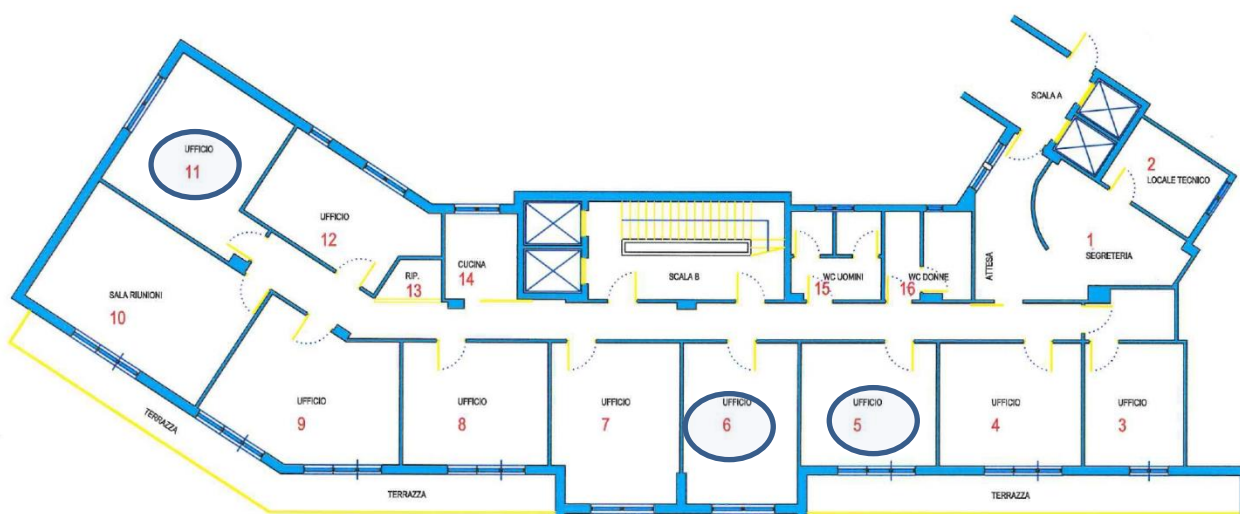 SCALA A
2
LOCALE TECNICO
UFFICIO
11
UFFICIO
12
1
SEGRETERIA
ATTESA
CUCINA
14
RIP.
13
SCALA B
WC UOMINI
15
WC DONNE
16
SALA RIUNIONI
10
UFFICIO
9
UFFICIO
8
UFFICIO
7
UFFICIO
6
UFFICIO
5
UFFICIO
4
UFFICIO
3
TERRAZZA
TERRAZZA
TERRAZZA